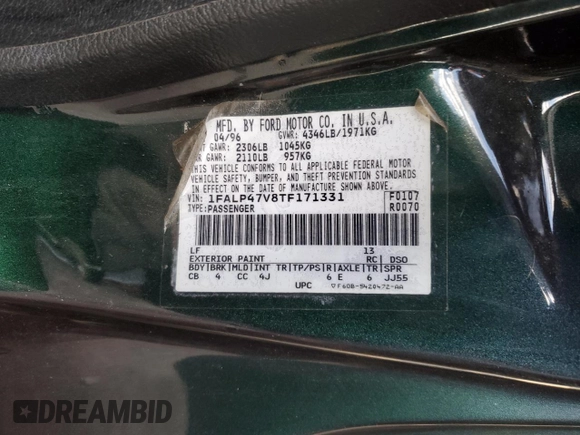 MFD. BY FORD MOTOR CO. IN U.S.A.
04/96 GVWR: 4346LB/1971KG
GAWR: 2306LB 1045KG
GAWR: 2110LB 957KG
THIS VEHICLE CONFORMS TO ALL APPLICABLE FEDERAL MOTOR
VEHICLE SAFETY, BUMPER, AND THEFT PREVENTION STANDARDS
IN EFFECT ON THE DATE OF MANUFACTURE SHOWN ABOVE.
VIN: 1FALP47V8TF171331 F0107
TYPE: PASSENGER R0070
LF 13
EXTERIOR PAINT RC| DSO
BDY|BRK|MLD|INT TR|TP/PS|R|AXLE|TR|SPR
CB 4 CC 4J 6 E 6 JJ55
UPC
DREAMBID